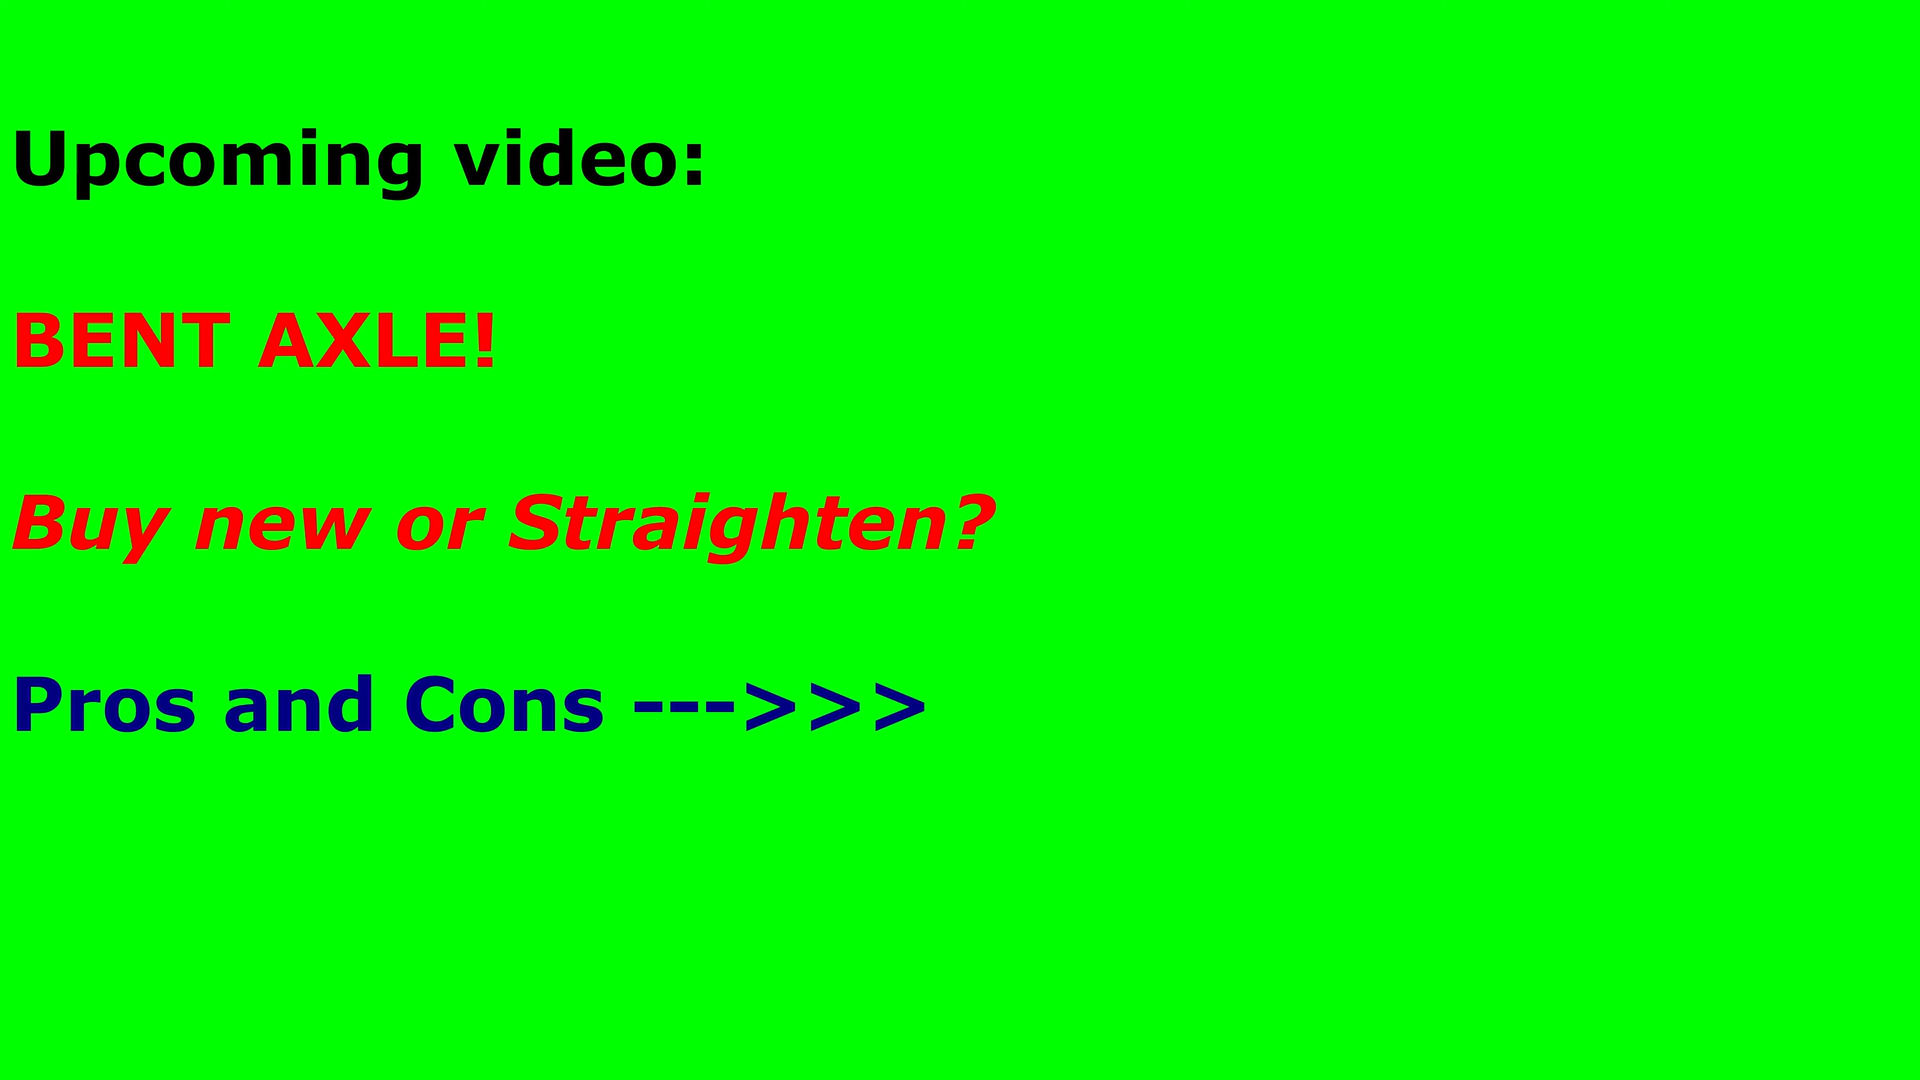 Upcoming video:
BENT AXLE!
Buy new or Straighten?
Pros and Cons --->>>